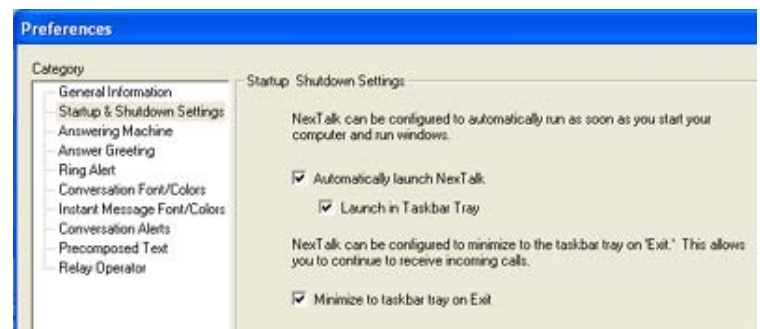 Preferences
Category
General Information
Startup & Shutdown Settings
Answering Machine
Answer Greeting
Ring Alert
Conversation Font/Colors
Instant Message Font/Colors
Conversation Alerts
Precomposed Text
Relay Operator
Startup Shutdown Settings
NexTalk can be configured to automatically run as soon as you start your
computer and run windows.
Automatically launch NexTalk
Launch in Taskbar Tray
NexTalk can be configured to minimize to the taskbar tray on 'Exit.' This allows
you to continue to receive incoming calls.
Minimize to taskbar tray on Exit